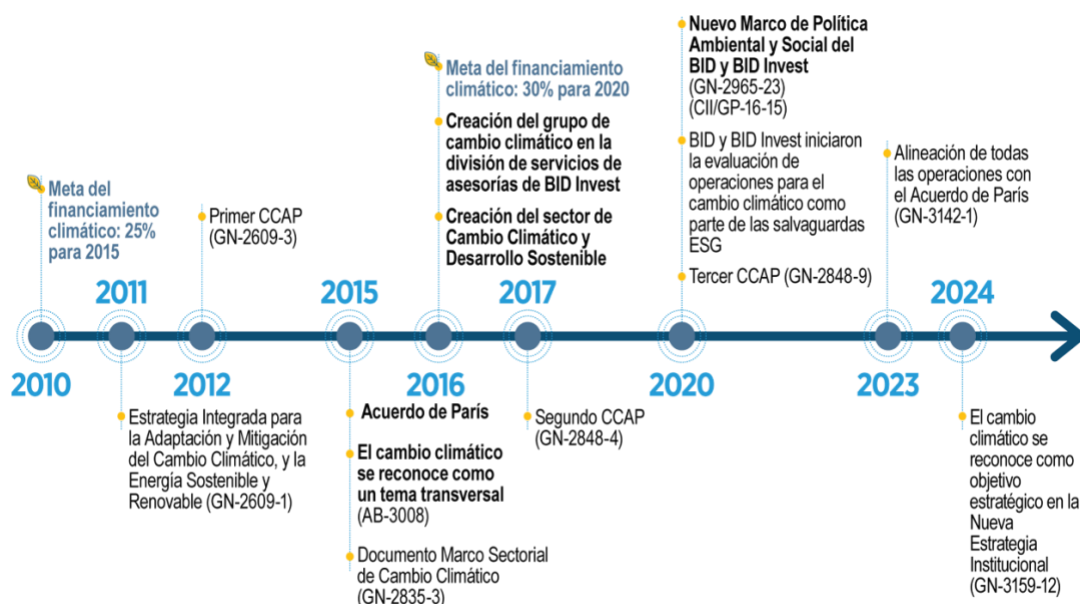 Meta del
financiamiento
climático: 25%
para 2015
2010
2011
Estrategia Integrada para
la Adaptación y Mitigación
del Cambio Climático, y la
Energía Sostenible y
Renovable (GN-2609-1)
Primer CCAP
(GN-2609-3)
2012
2015
Acuerdo de París
El cambio climático
se reconoce como
un tema transversal
(AB-3008)
Documento Marco Sectorial
de Cambio Climático
(GN-2835-3)
Meta del financiamiento
climático: 30% para 2020
Creación del grupo de
cambio climático en la
división de servicios de
asesorías de BID Invest
Creación del sector de
Cambio Climático y
Desarrollo Sostenible
2016
2017
Segundo CCAP
(GN-2848-4)
Nuevo Marco de Política
Ambiental y Social del
BID y BID Invest
(GN-2965-23)
(CII/GP-16-15)
BID y BID Invest iniciaron
la evaluación de
operaciones para el
cambio climático como
parte de las salvaguardas
ESG
Tercer CCAP (GN-2848-9)
2020
Alineación de todas
las operaciones con
el Acuerdo de París
(GN-3142-1)
2023
2024
El cambio
climático se
reconoce como
objetivo
estratégico en la
Nueva
Estrategia
Institucional
(GN-3159-12)